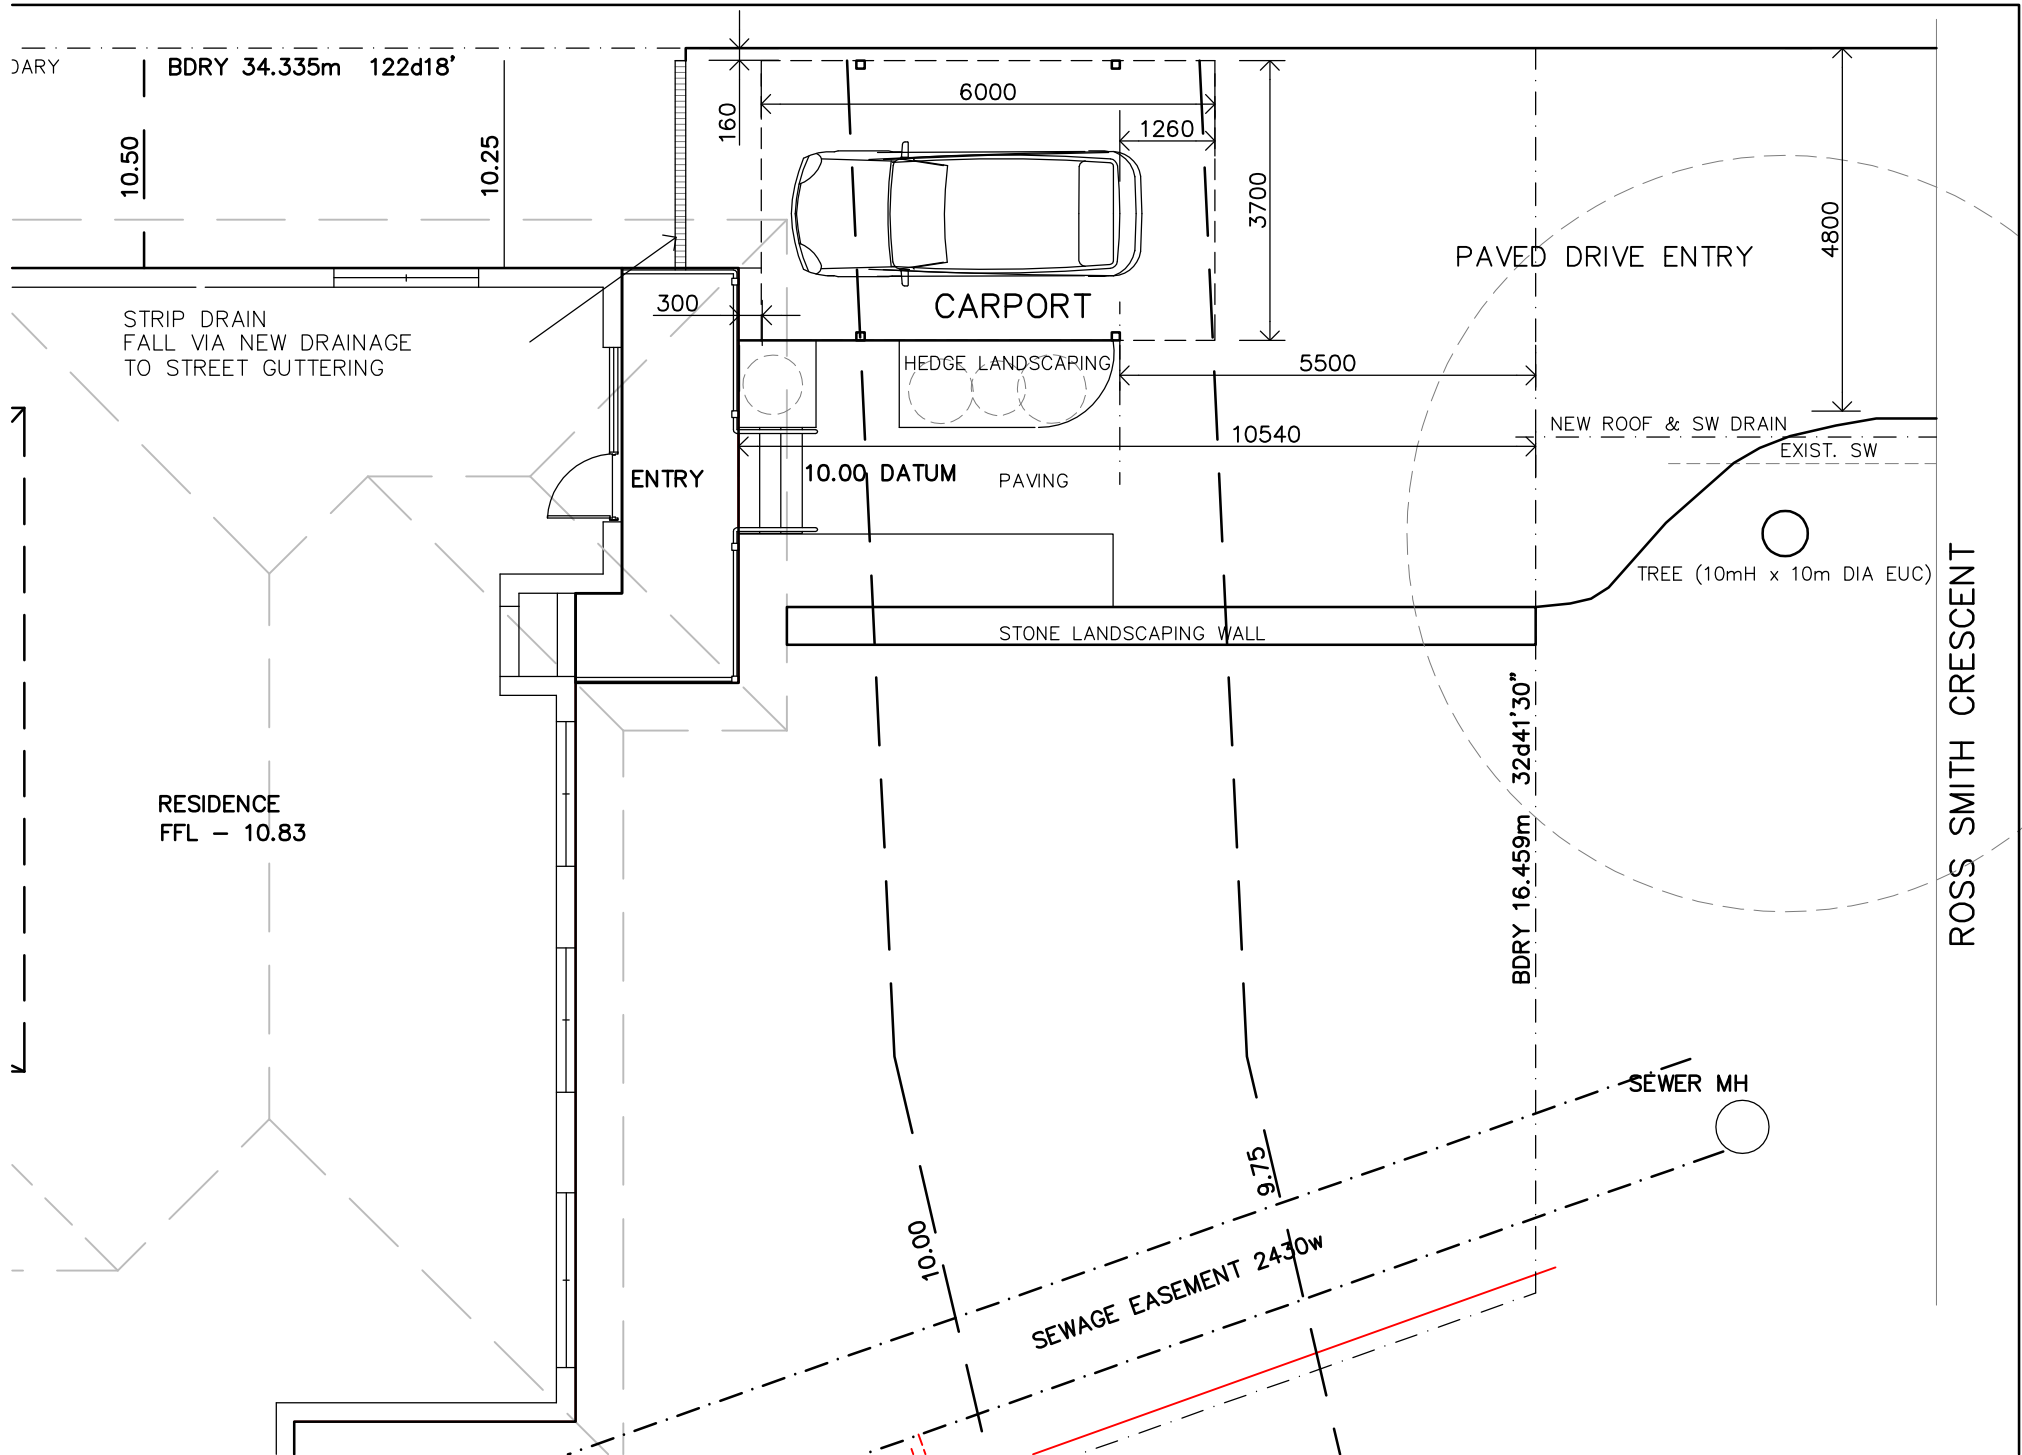 BDRY 34.335m 122d18'
10.50
10.25
160
6000
1260
3700
4800
PAVED DRIVE ENTRY
CARPORT
300
STRIP DRAIN
FALL VIA NEW DRAINAGE
TO STREET GUTTERING
HEDGE LANDSCAPING
5500
NEW ROOF & SW DRAIN
10540
EXIST. SW
ENTRY
10.00 DATUM
PAVING
TREE (10mH x 10m DIA EUC)
STONE LANDSCAPING WALL
ROSS SMITH CRESCENT
BDRY 16.459m 32d41'30"
RESIDENCE
FFL - 10.83
SEWER MH
9.75
10.00
SEWAGE EASEMENT 2430w